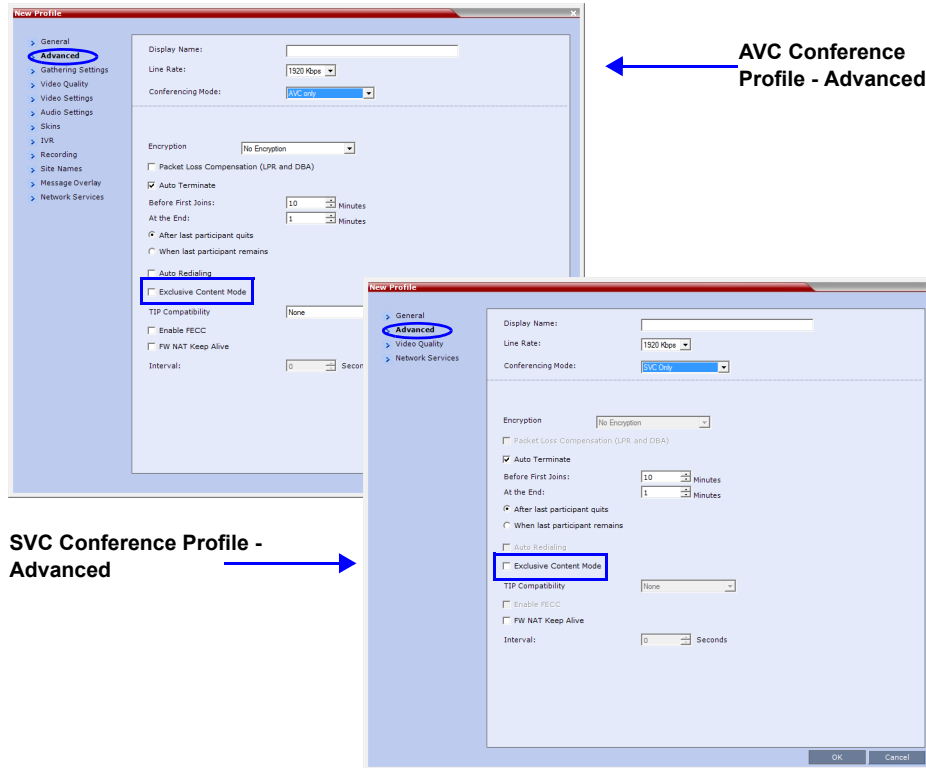 New Profile
General
Advanced
Gathering Settings
Video Quality
Video Settings
Audio Settings
Skins
IVR
Recording
Site Names
Message Overlay
Network Services
Display Name:
Line Rate: 1920 Kbps
Conferencing Mode: AVC only
Encryption No Encryption
Packet Loss Compensation (LPR and DBA)
Auto Terminate
Before First Joins: 10 Minutes
At the End: 1 Minutes
After last participant quits
When last participant remains
Auto Redialing
Exclusive Content Mode
TIP Compatibility None
Enable FECC
FW NAT Keep Alive
Interval: 0 Secon
AVC Conference
Profile - Advanced
SVC Conference Profile -
Advanced
New Profile
General
Advanced
Video Quality
Network Services
Display Name:
Line Rate: 1920 Kbps
Conferencing Mode: SVC Only
Encryption No Encryption
Packet Loss Compensation (LPR and DBA)
Auto Terminate
Before First Joins: 10 Minutes
At the End: 1 Minutes
After last participant quits
When last participant remains
Auto Redialing
Exclusive Content Mode
TIP Compatibility None
Enable FECC
FW NAT Keep Alive
Interval: 0 Seconds
OK Cancel